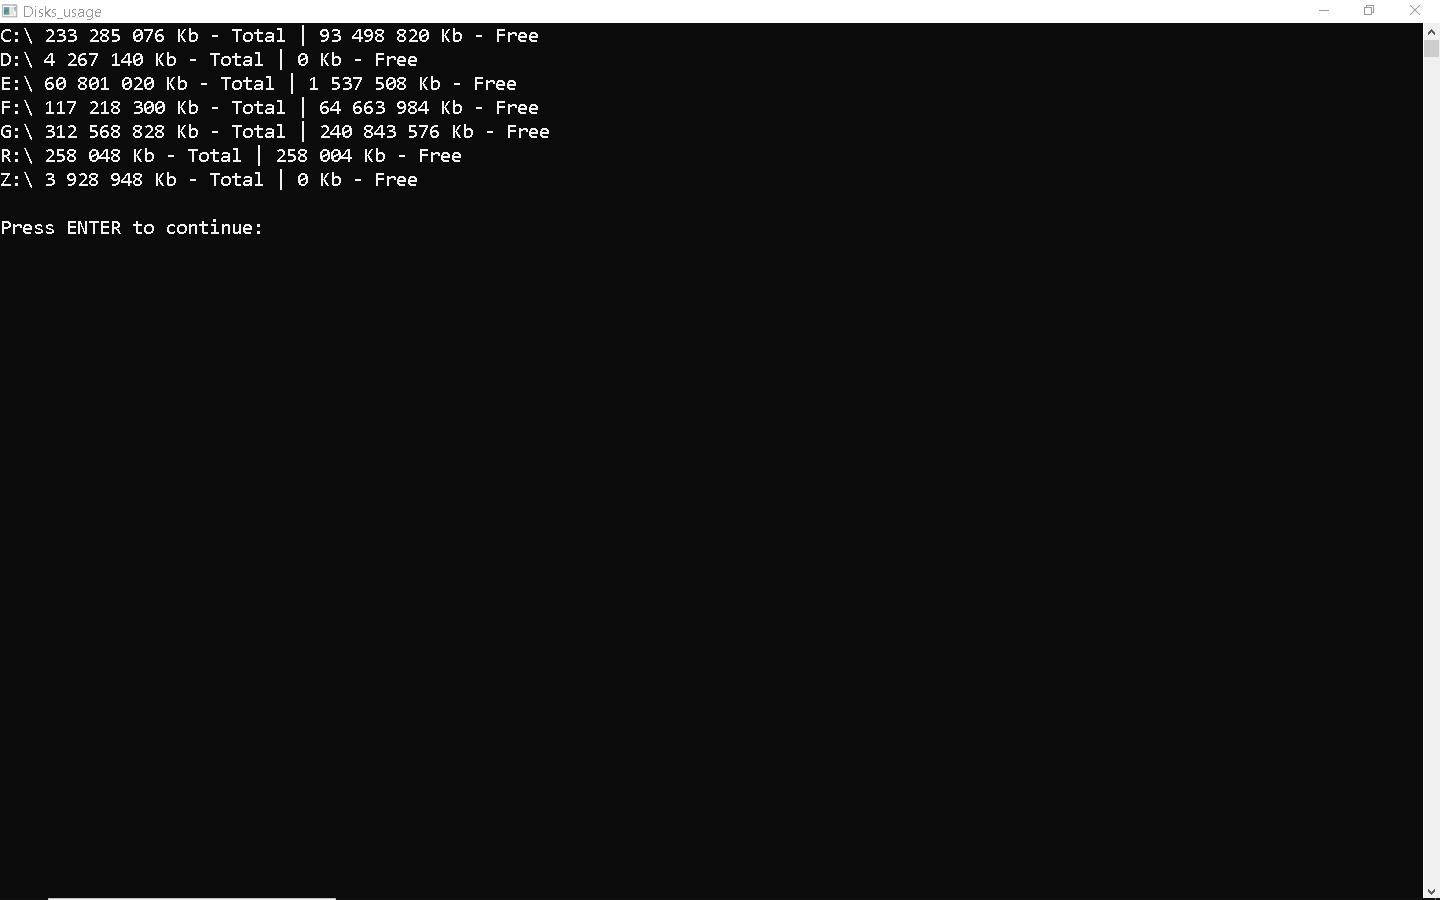 Disks_usage
C:\ 233 285 076 Kb - Total | 93 498 820 Kb - Free
D:\ 4 267 140 Kb - Total | 0 Kb - Free
E:\ 60 801 020 Kb - Total | 1 537 508 Kb - Free
F:\ 117 218 300 Kb - Total | 64 663 984 Kb - Free
G:\ 312 568 828 Kb - Total | 240 843 576 Kb - Free
R:\ 258 048 Kb - Total | 258 004 Kb - Free
Z:\ 3 928 948 Kb - Total | 0 Kb - Free
Press ENTER to continue: